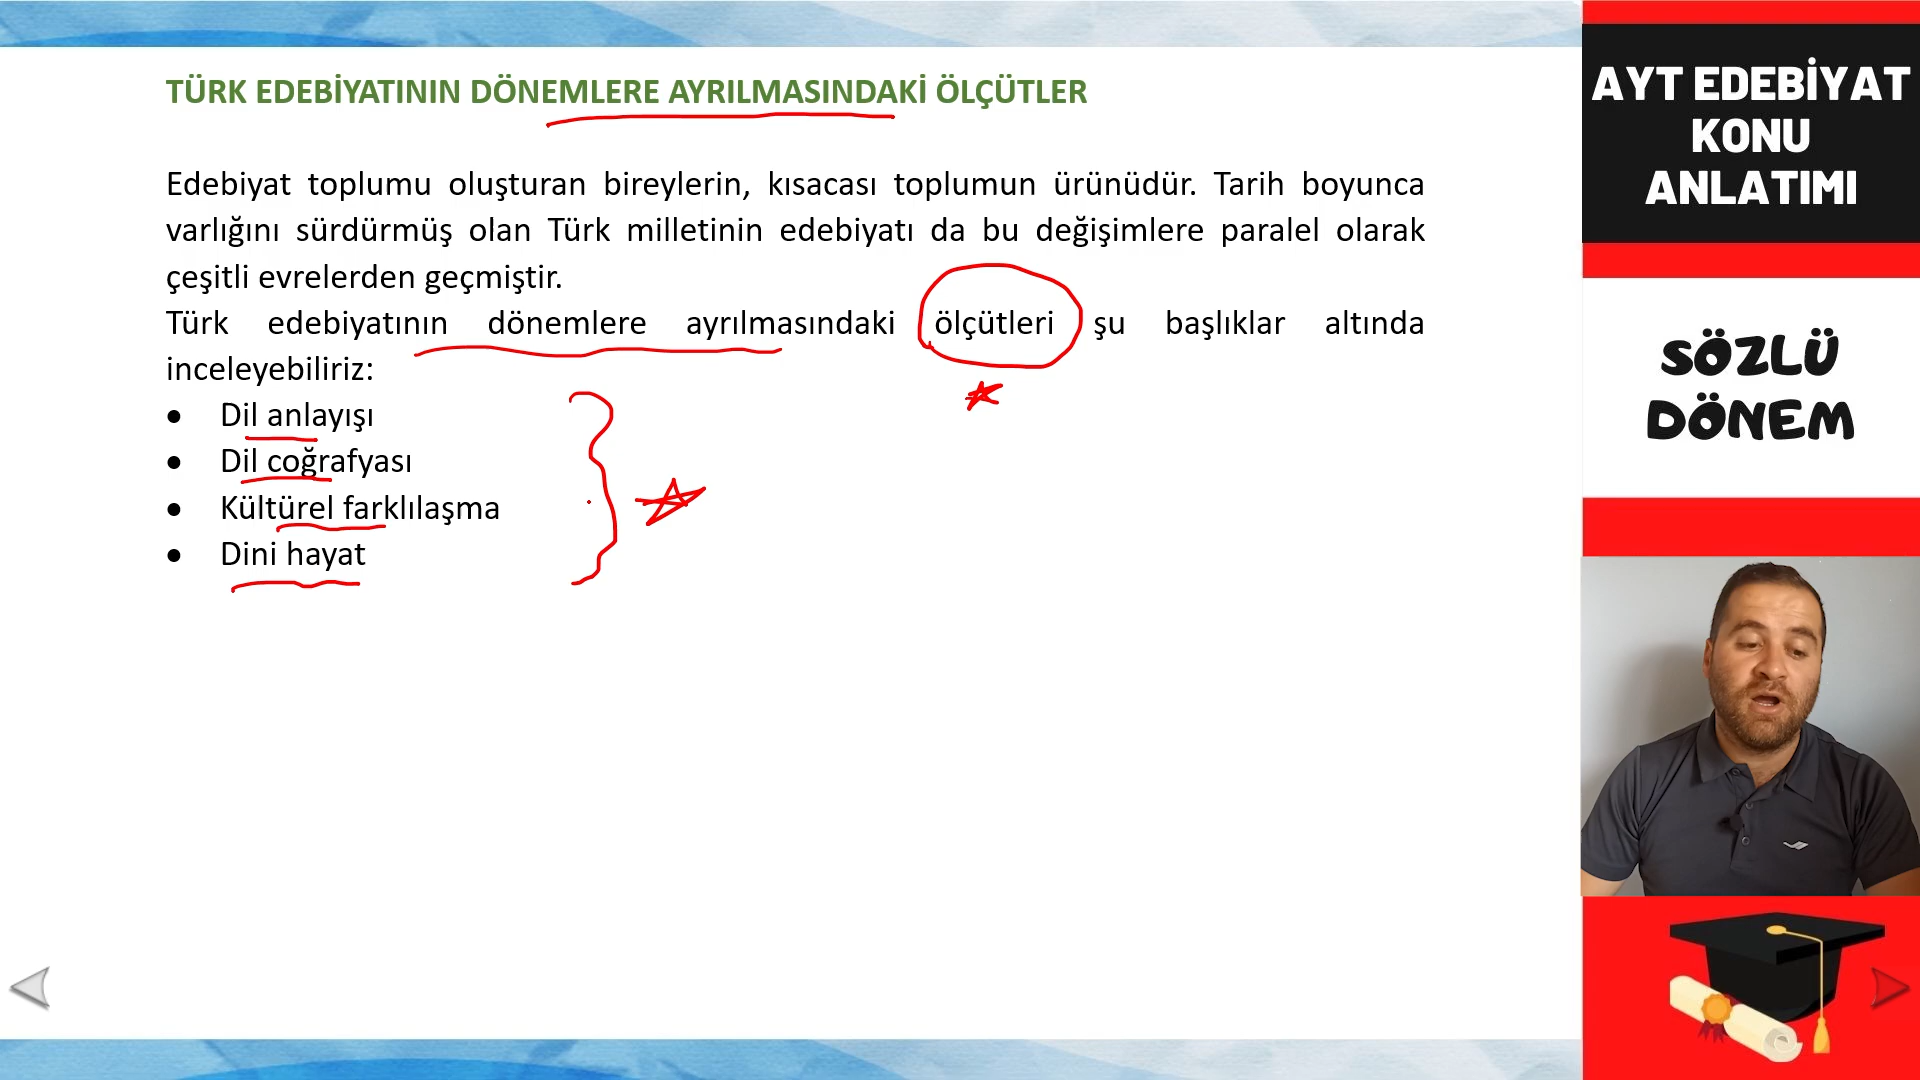 TÜRK EDEBİYATININ DÖNEMLERE AYRILMASINDAKİ ÖLÇÜTLER
Edebiyat toplumu oluşturan bireylerin, kısacası toplumun ürünüdür. Tarih boyunca
varlığını sürdürmüş olan Türk milletinin edebiyatı da bu değişimlere paralel olarak
çeşitli evrelerden geçmiştir.
Türk edebiyatının dönemlere ayrılmasındaki ölçütleri şu başlıklar altında
inceleyebiliriz:
• Dil anlayışı
• Dil coğrafyası
• Kültürel farklılaşma
• Dini hayat
AYT EDEBİYAT
KONU
ANLATIMI
SÖZLÜ
DÖNEM